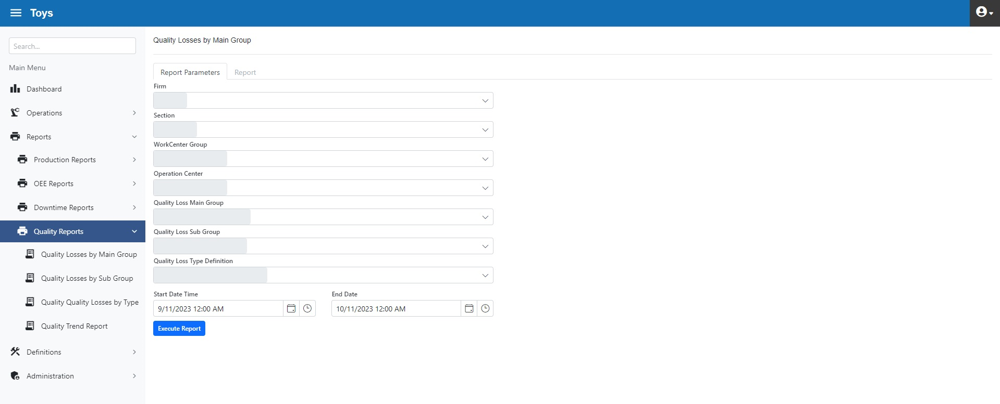 Toys
Search...
Main Menu
Dashboard
Operations
Reports
Production Reports
OEE Reports
Downtime Reports
Quality Reports
Quality Losses by Main Group
Quality Losses by Sub Group
Quality Quality Losses by Type
Quality Trend Report
Definitions
Administration
Quality Losses by Main Group
Report Parameters Report
Firm
Section
WorkCenter Group
Operation Center
Quality Loss Main Group
Quality Loss Sub Group
Quality Loss Type Definition
Start Date Time End Date
9/11/2023 12:00 AM 10/11/2023 12:00 AM
Execute Report